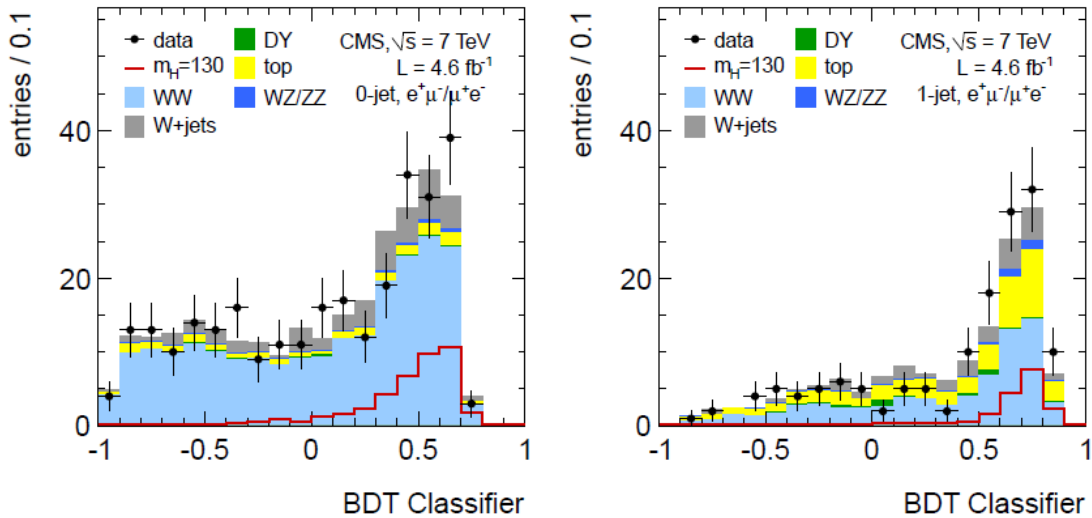 entries / 0.1
data
m_H=130
WW
W+jets
DY
top
WZ/ZZ
CMS, √s = 7 TeV
L = 4.6 fb⁻¹
0-jet, e⁺μ⁻/μ⁺e⁻
40
20
0
-1 -0.5 0 0.5 1
BDT Classifier
entries / 0.1
data
m_H=130
WW
W+jets
DY
top
WZ/ZZ
CMS, √s = 7 TeV
L = 4.6 fb⁻¹
1-jet, e⁺μ⁻/μ⁺e⁻
40
20
0
-1 -0.5 0 0.5 1
BDT Classifier